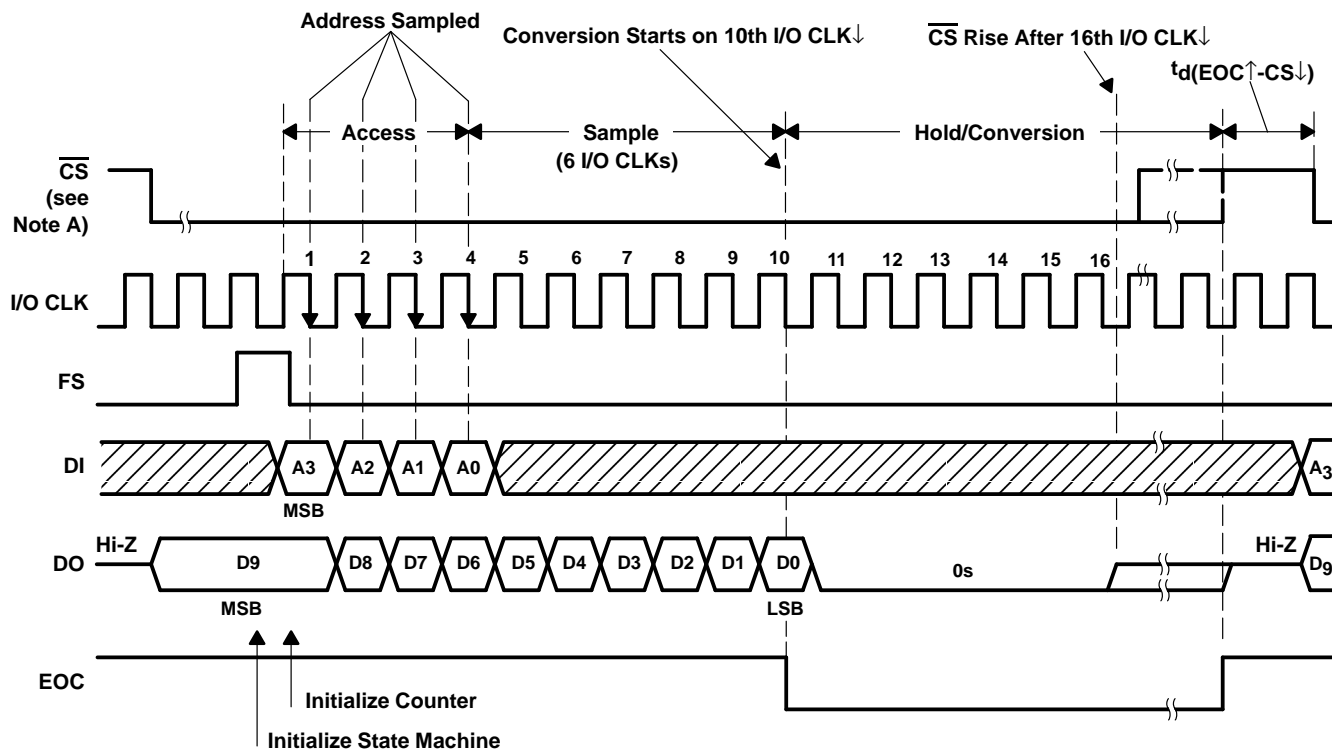 Address Sampled
Conversion Starts on 10th I/O CLK↓
CS Rise After 16th I/O CLK↓
td(EOC↑-CS↓)
Access
Sample
(6 I/O CLKs)
Hold/Conversion
CS
(see
Note A)
1 2 3 4 5 6 7 8 9 10 11 12 13 14 15 16
I/O CLK
FS
DI
A3 A2 A1 A0 A3
MSB
Hi-Z
Hi-Z
DO
D9 D8 D7 D6 D5 D4 D3 D2 D1 D0 0s D9
MSB
LSB
EOC
Initialize Counter
Initialize State Machine